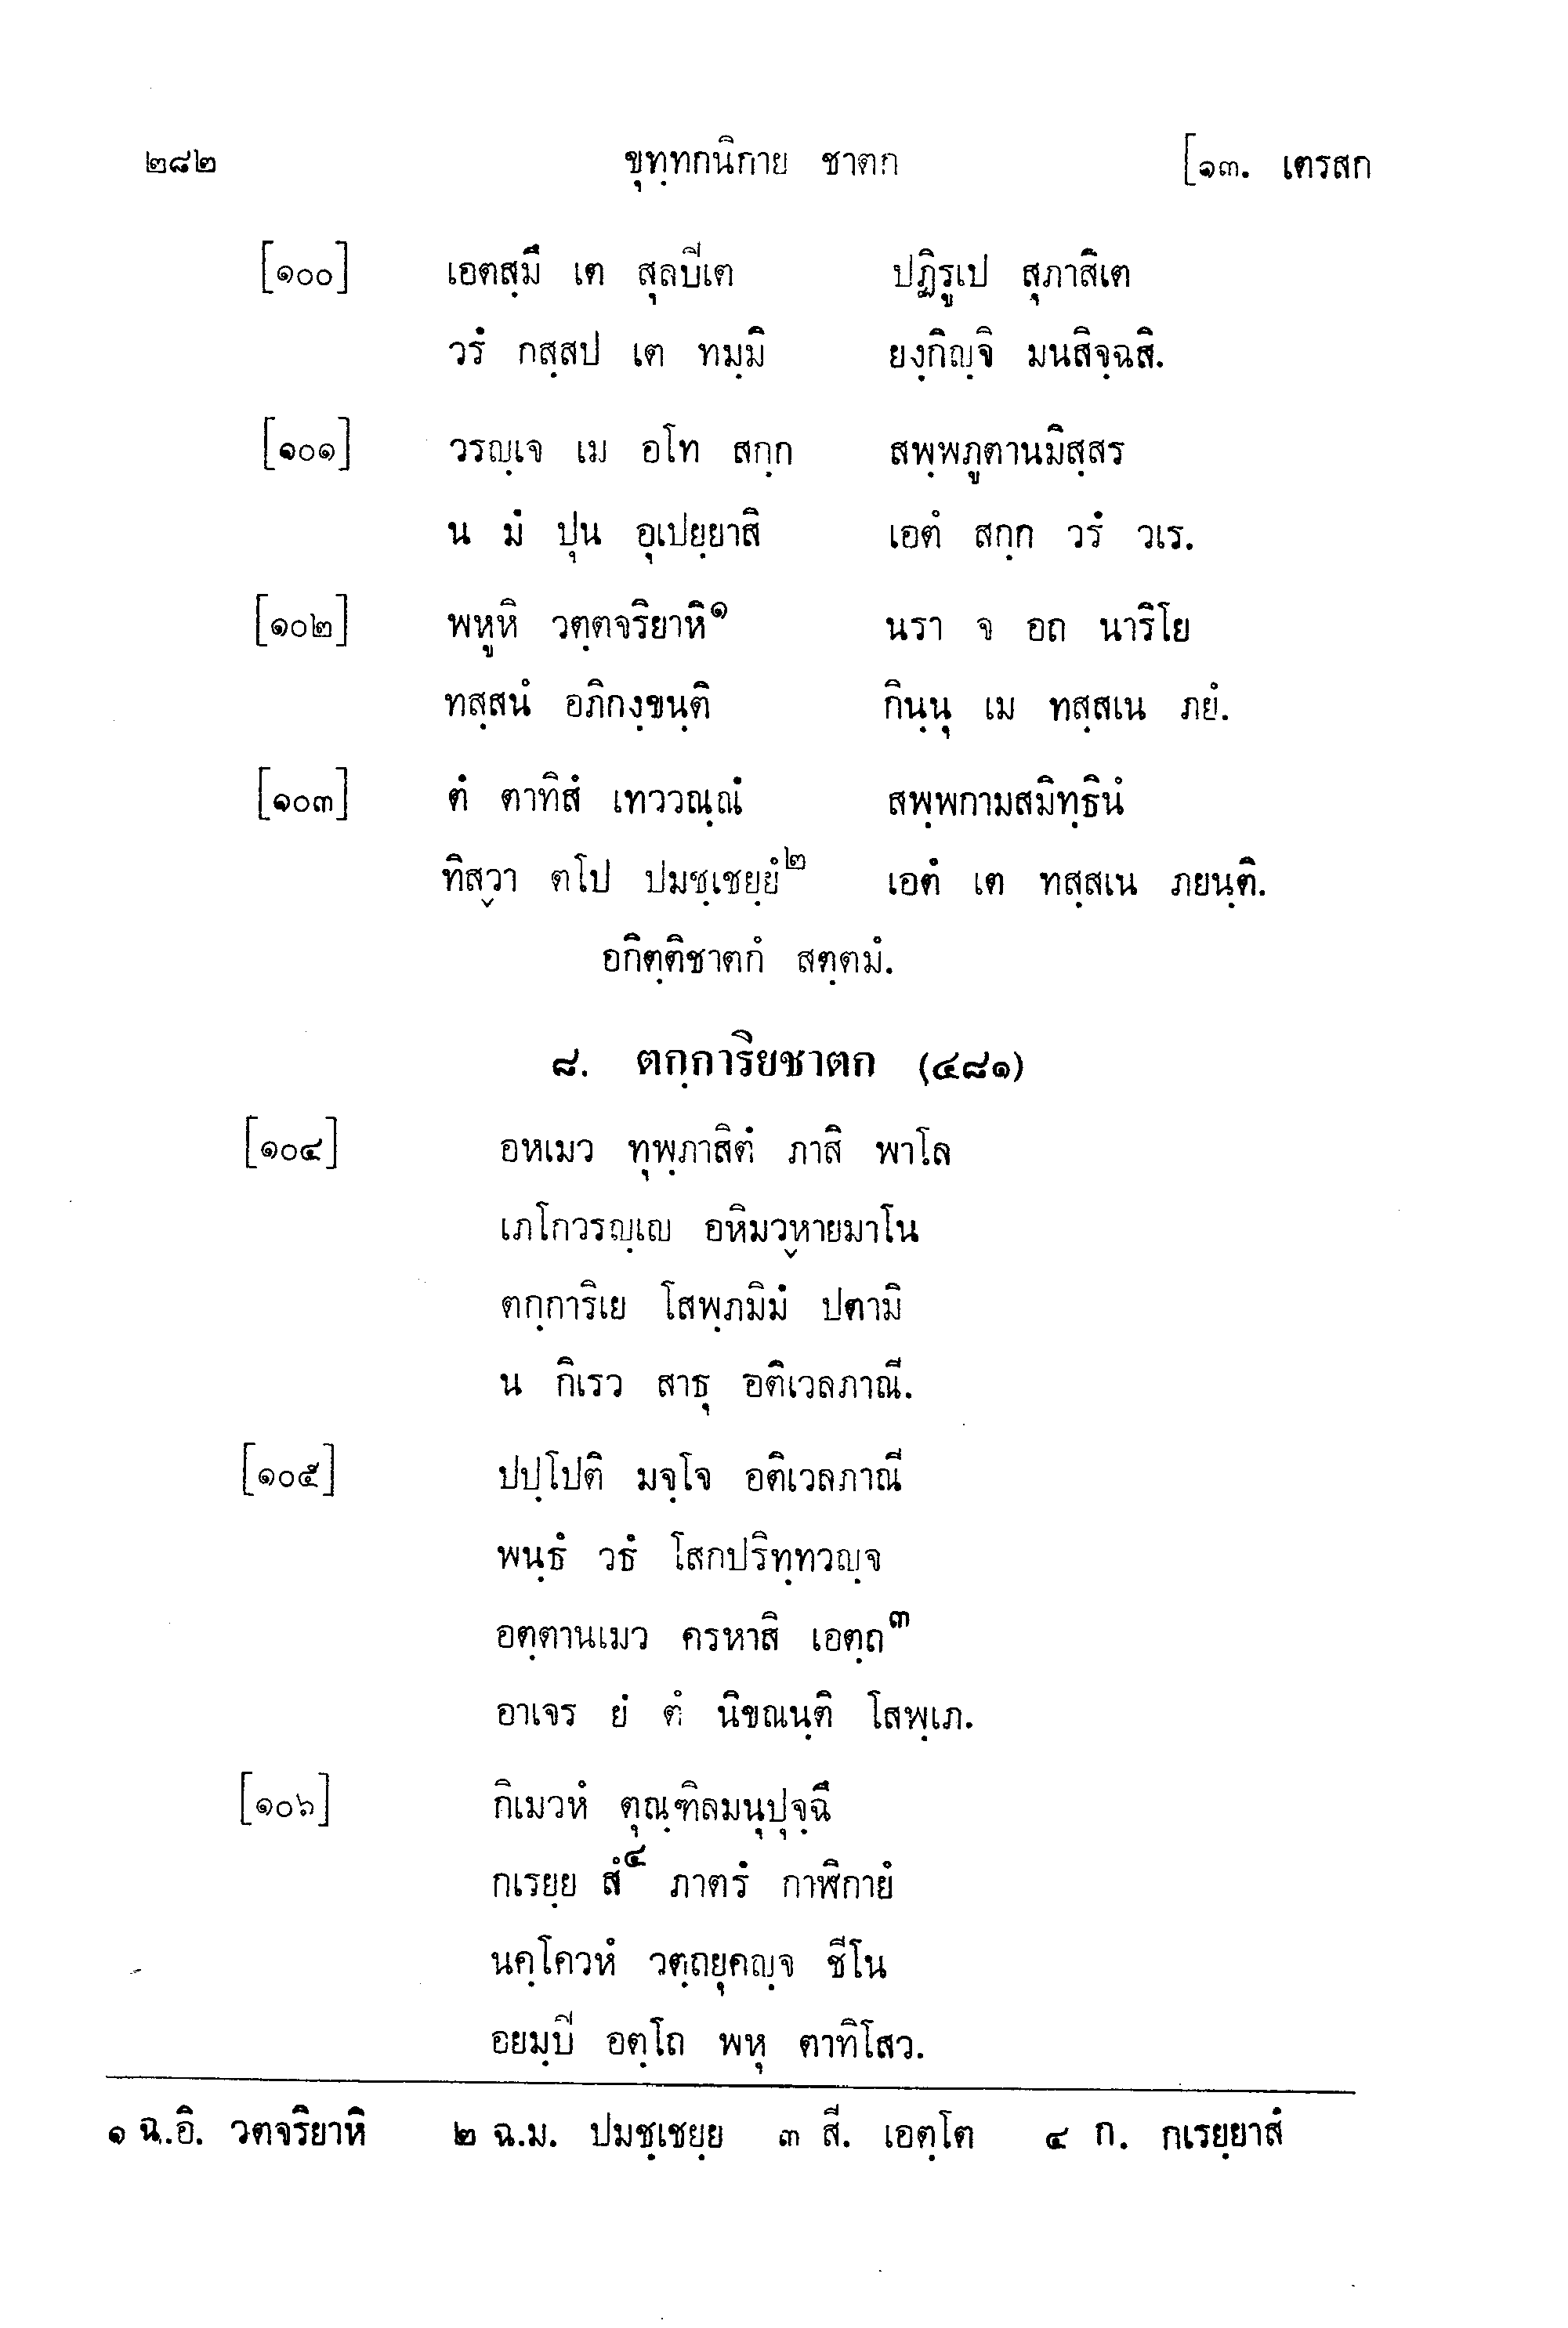 ๒๘๒ ขุทฺทกนิกาย ชาตก [๑๓. เตรสก
[๑๐๐] เอตสฺมึ เต สุลปิเต ปฏิรูเป สุภาสิเต
วรํ กสฺสป เต ทมฺมิ ยงฺกิญฺจิ มนสิจฺฉสิ.
[๑๐๑] วรญฺเจ เม อโท สกฺก สพฺพภูตานมิสฺสร
น มํ ปุน อุเปยฺยาสิ เอตํ สกฺก วรํ วเร.
[๑๐๒] พหูหิ วตฺตจริยาหิ๑ นรา จ อถ นาริโย
ทสฺสนํ อภิกงฺขนฺติ กินฺนุ เม ทสฺสเน ภยํ.
[๑๐๓] ตํ ตาทิสํ เทววณฺณํ สพฺพกามสมิทฺธินํ
ทิสฺวา ตโป ปมชฺเชยฺยํ๒ เอตํ เต ทสฺสเน ภยนฺติ.
อกิตฺติชาตกํ สตฺตมํ.
๘. ตกฺการิยชาตก (๔๘๑)
[๑๐๔] อหเมว ทุพฺภาสิตํ ภาสิ พาโล
เภโกวรญฺเญ อหิมวฺหายมาโน
ตกฺการิเย โสพฺภมิมํ ปตามิ
น กิเรว สาธุ อติเวลภาณี.
[๑๐๕] ปปฺโปติ มจฺโจ อติเวลภาณี
พนฺธํ วธํ โสกปริทฺทวญฺจ
อตฺตานเมว ครหาสิ เอตฺถ๓
อาเจร ยํ ตํ นิขณนฺติ โสพฺเภ.
[๑๐๖] กิเมวหํ ตุณฺฑิลมนุปุจฺฉึ
กเรยฺย สํ๔ ภาตรํ กาฬิกายํ
นคฺโควหํ วตฺถยุคญฺจ ชีโน
อยมฺปิ อตฺโถ พหุ ตาทิโสว.
๑ ฉ.อิ. วตจริยาหิ ๒ ฉ.ม. ปมชฺเชยฺย ๓ สี. เอตฺโต ๔ ก. กเรยฺยาสํ